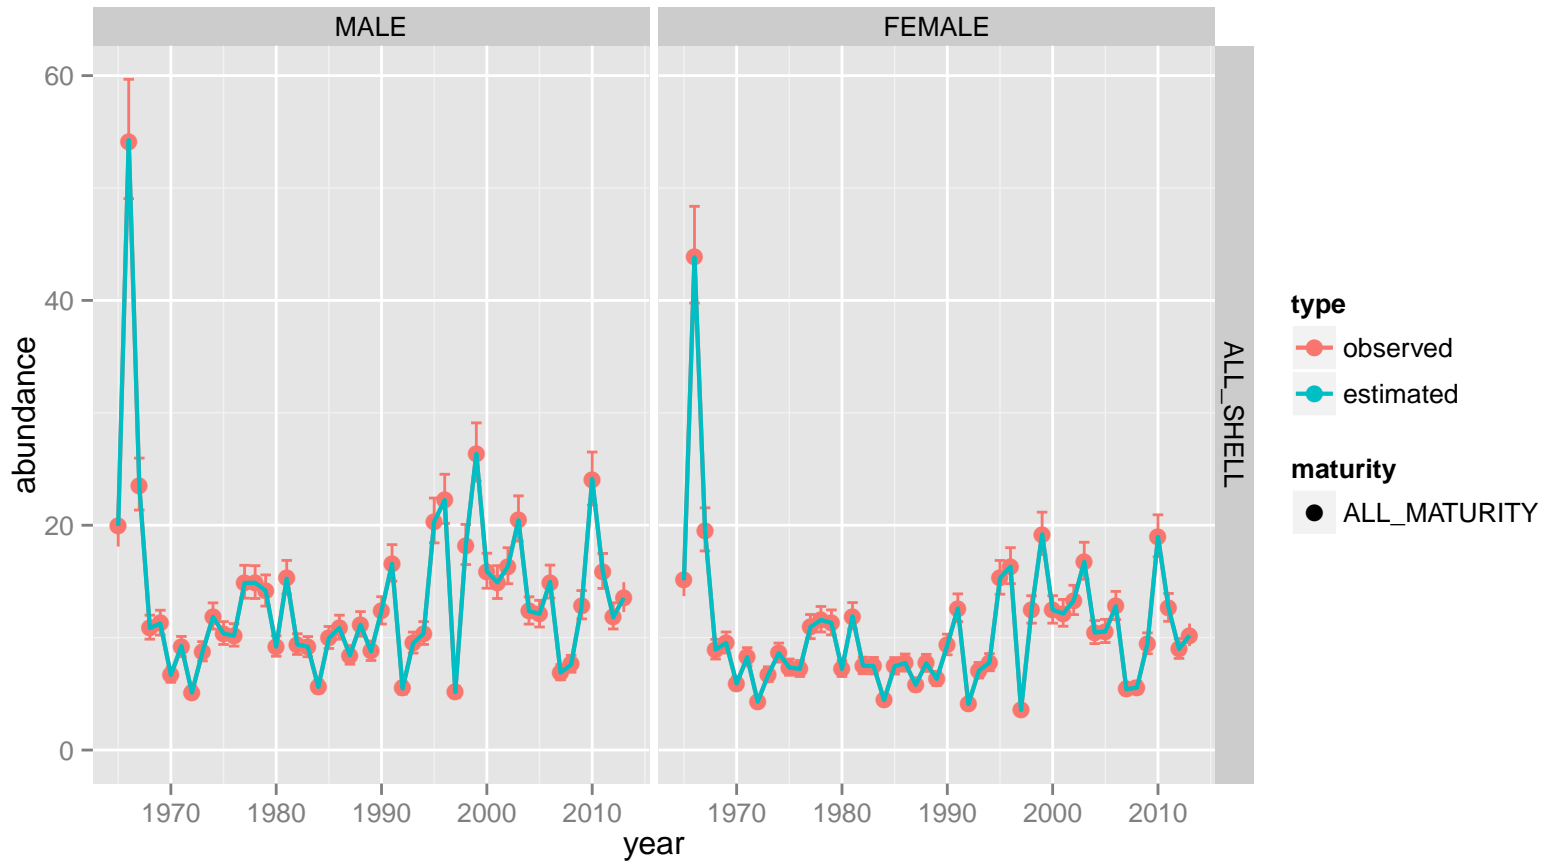 MALE
FEMALE
60
40
20
0
abundance
ALL_SHELL
1970 1980 1990 2000 2010
1970 1980 1990 2000 2010
year
type
observed
estimated
maturity
ALL_MATURITY